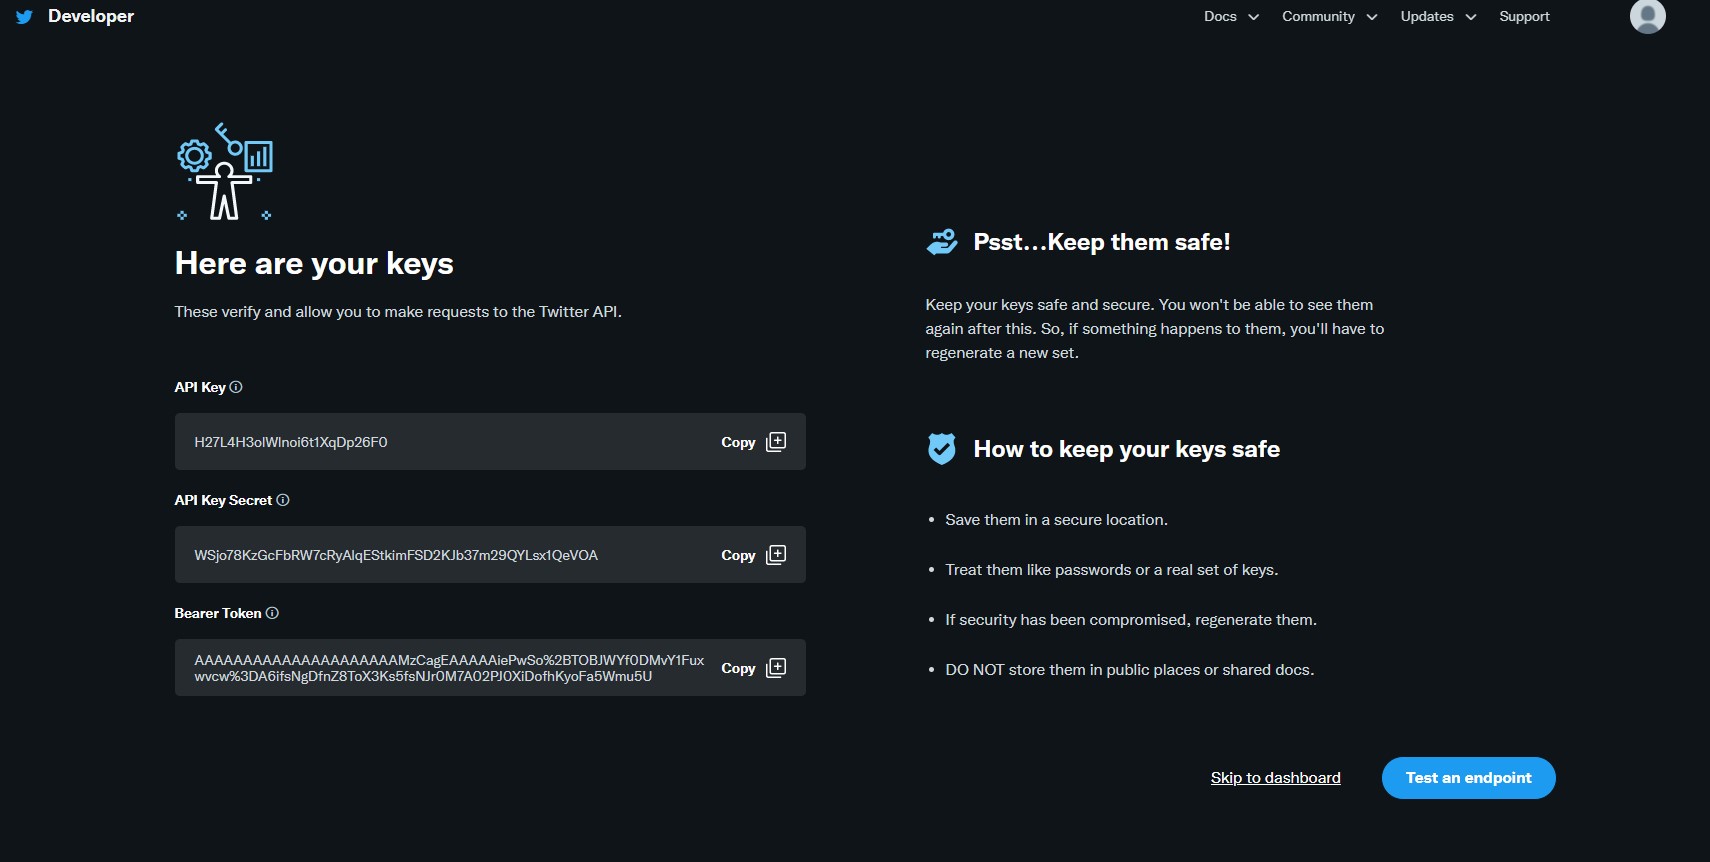 Developer
Docs Community Updates Support
Here are your keys
These verify and allow you to make requests to the Twitter API.
API Key
Copy
API Key Secret
Copy
Bearer Token
Copy
Psst...Keep them safe!
Keep your keys safe and secure. You won't be able to see them
again after this. So, if something happens to them, you'll have to
regenerate a new set.
How to keep your keys safe
• Save them in a secure location.
• Treat them like passwords or a real set of keys.
• If security has been compromised, regenerate them.
• DO NOT store them in public places or shared docs.
Skip to dashboard
Test an endpoint